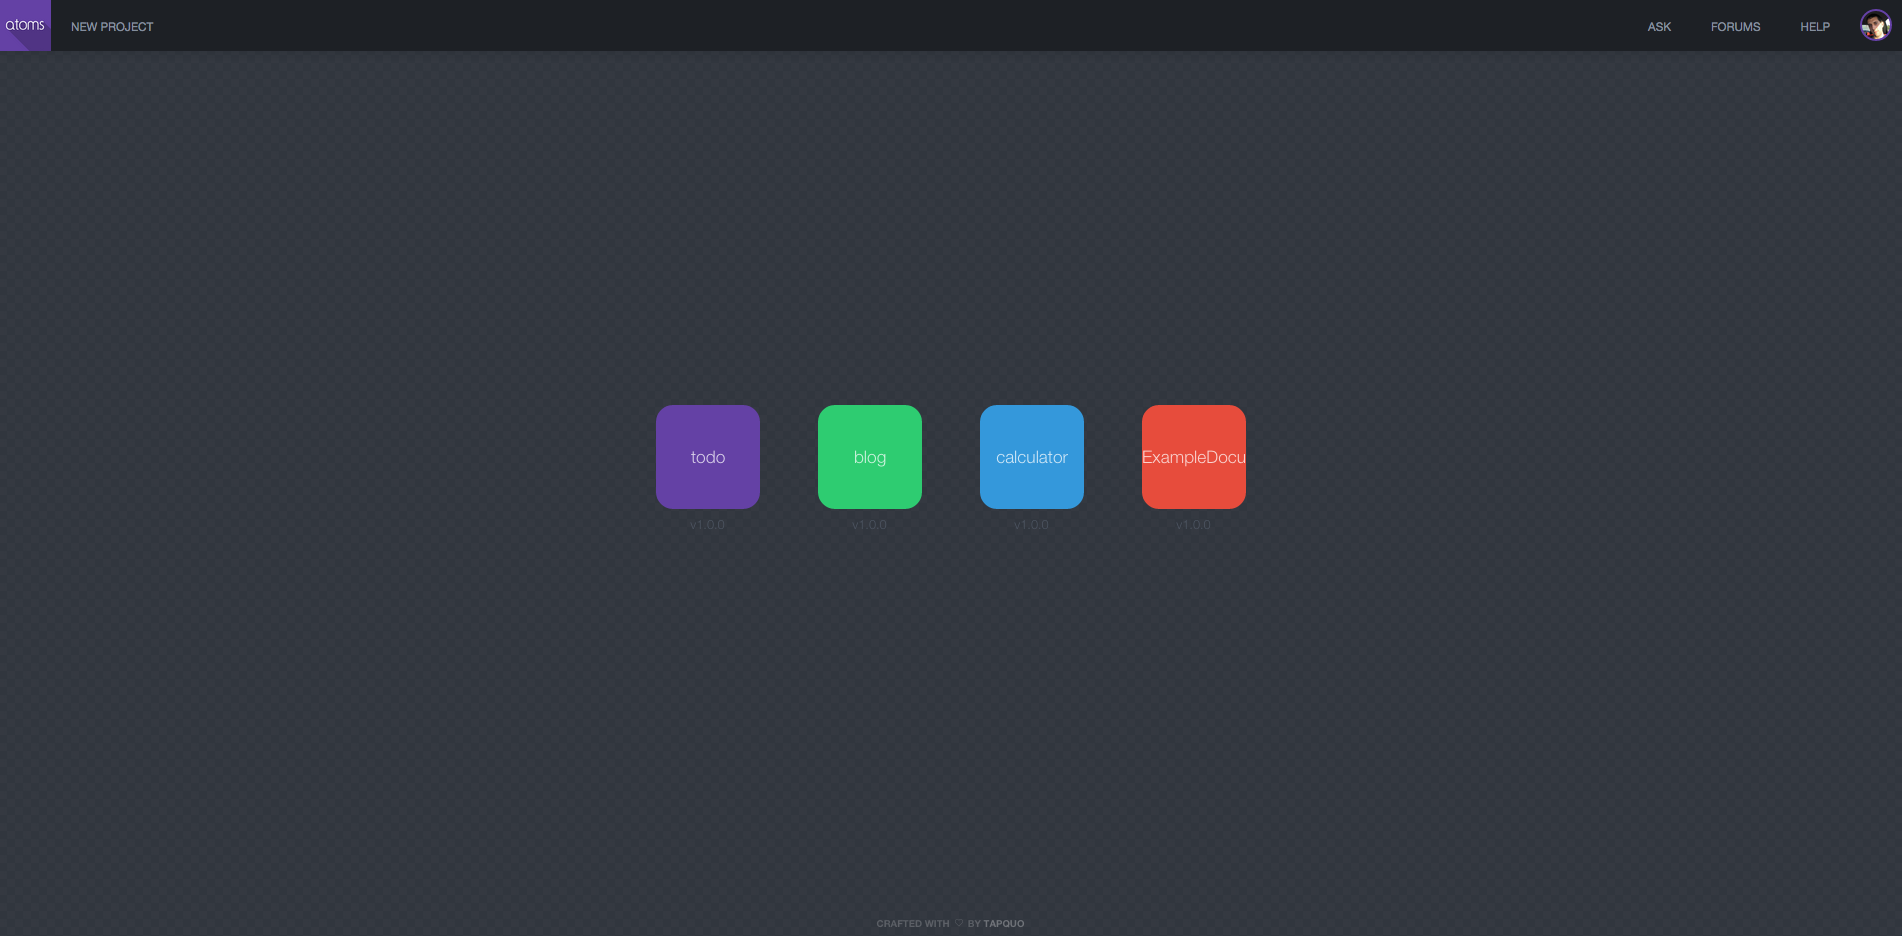 atoms
NEW PROJECT
ASK
FORUMS
HELP
todo
blog
calculator
ExampleDocu
v1.0.0
v1.0.0
v1.0.0
v1.0.0
CRAFTED WITH ♡ BY TAPQUO